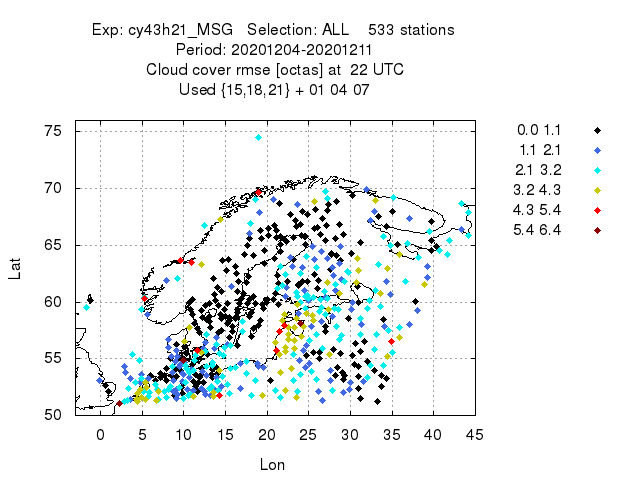 Exp: cy43h21_MSG   Selection: ALL    533 stations
Period: 20201204-20201211
Cloud cover rmse [octas] at  22 UTC
Used {15,18,21} + 01 04 07
0.0 1.1
1.1 2.1
2.1 3.2
3.2 4.3
4.3 5.4
5.4 6.4
75
70
65
60
55
50
Lat
0 5 10 15 20 25 30 35 40 45
Lon